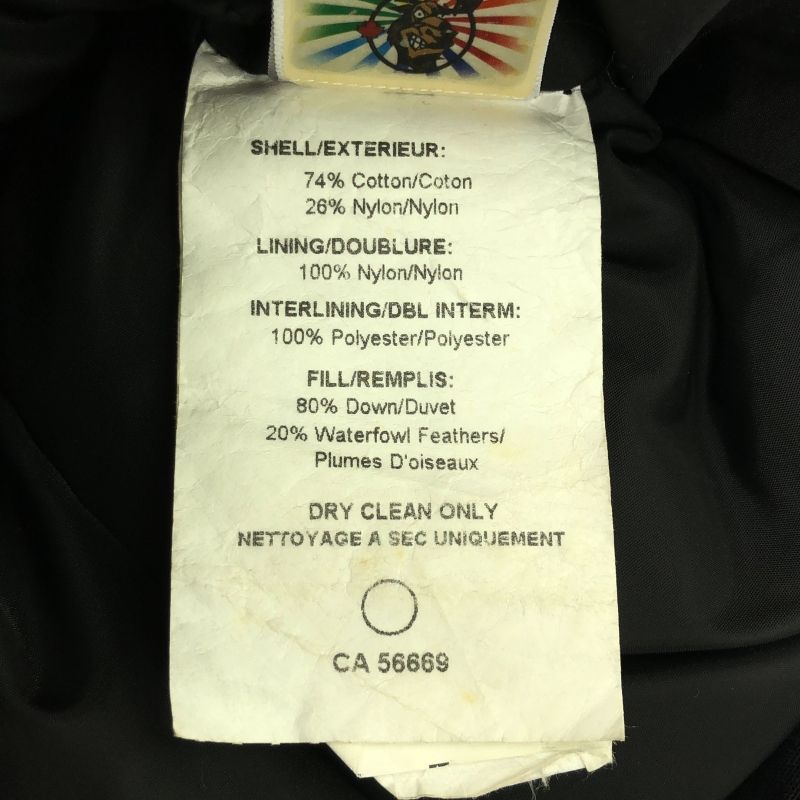 SHELL/EXTERIEUR:
74% Cotton/Coton
26% Nylon/Nylon
LINING/DOUBLURE:
100% Nylon/Nylon
INTERLINING/DBL INTERM:
100% Polyester/Polyester
FILL/REMPLIS:
80% Down/Duvet
20% Waterfowl Feathers/
Plumes D'oiseaux
DRY CLEAN ONLY
NETTOYAGE A SEC UNIQUEMENT
CA 56669